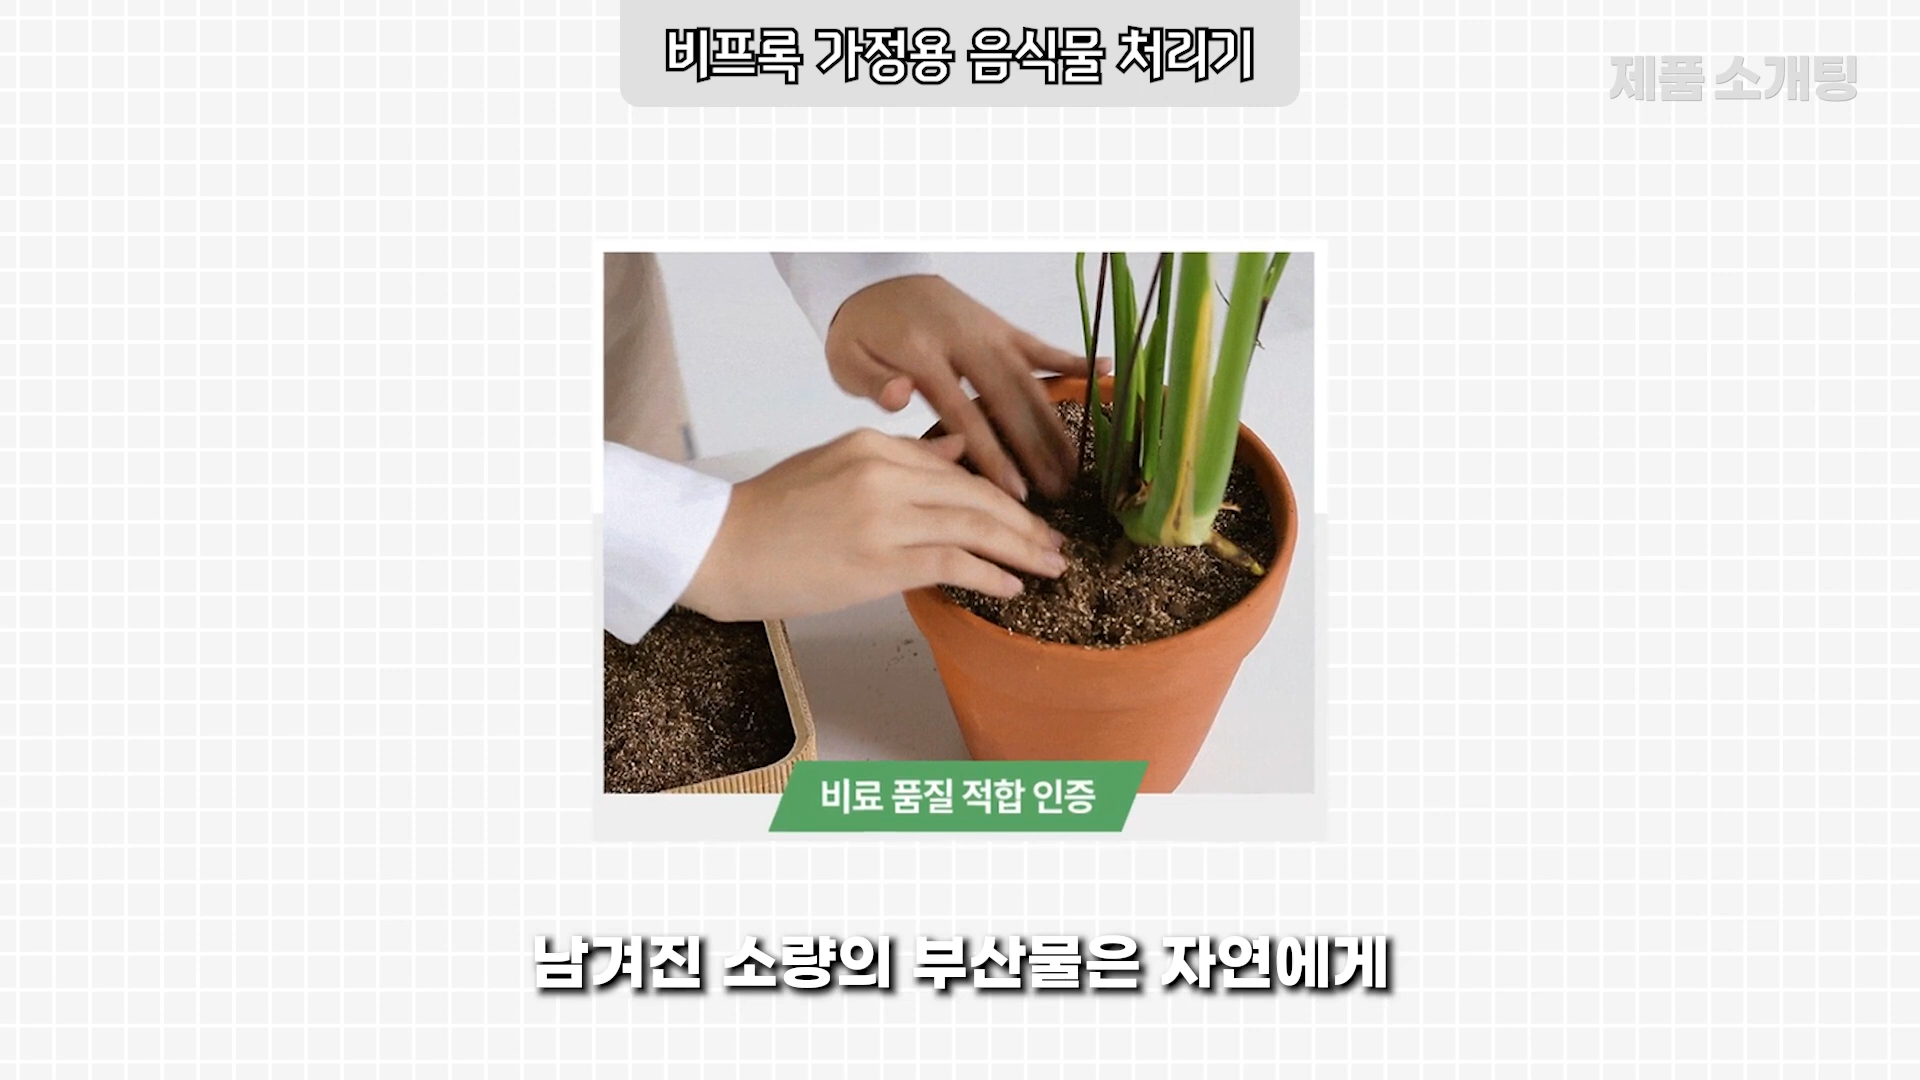 비프록 가정용 음식물 처리기
제품 소개팅
비료 품질 적합 인증
남겨진 소량의 부산물은 자연에게